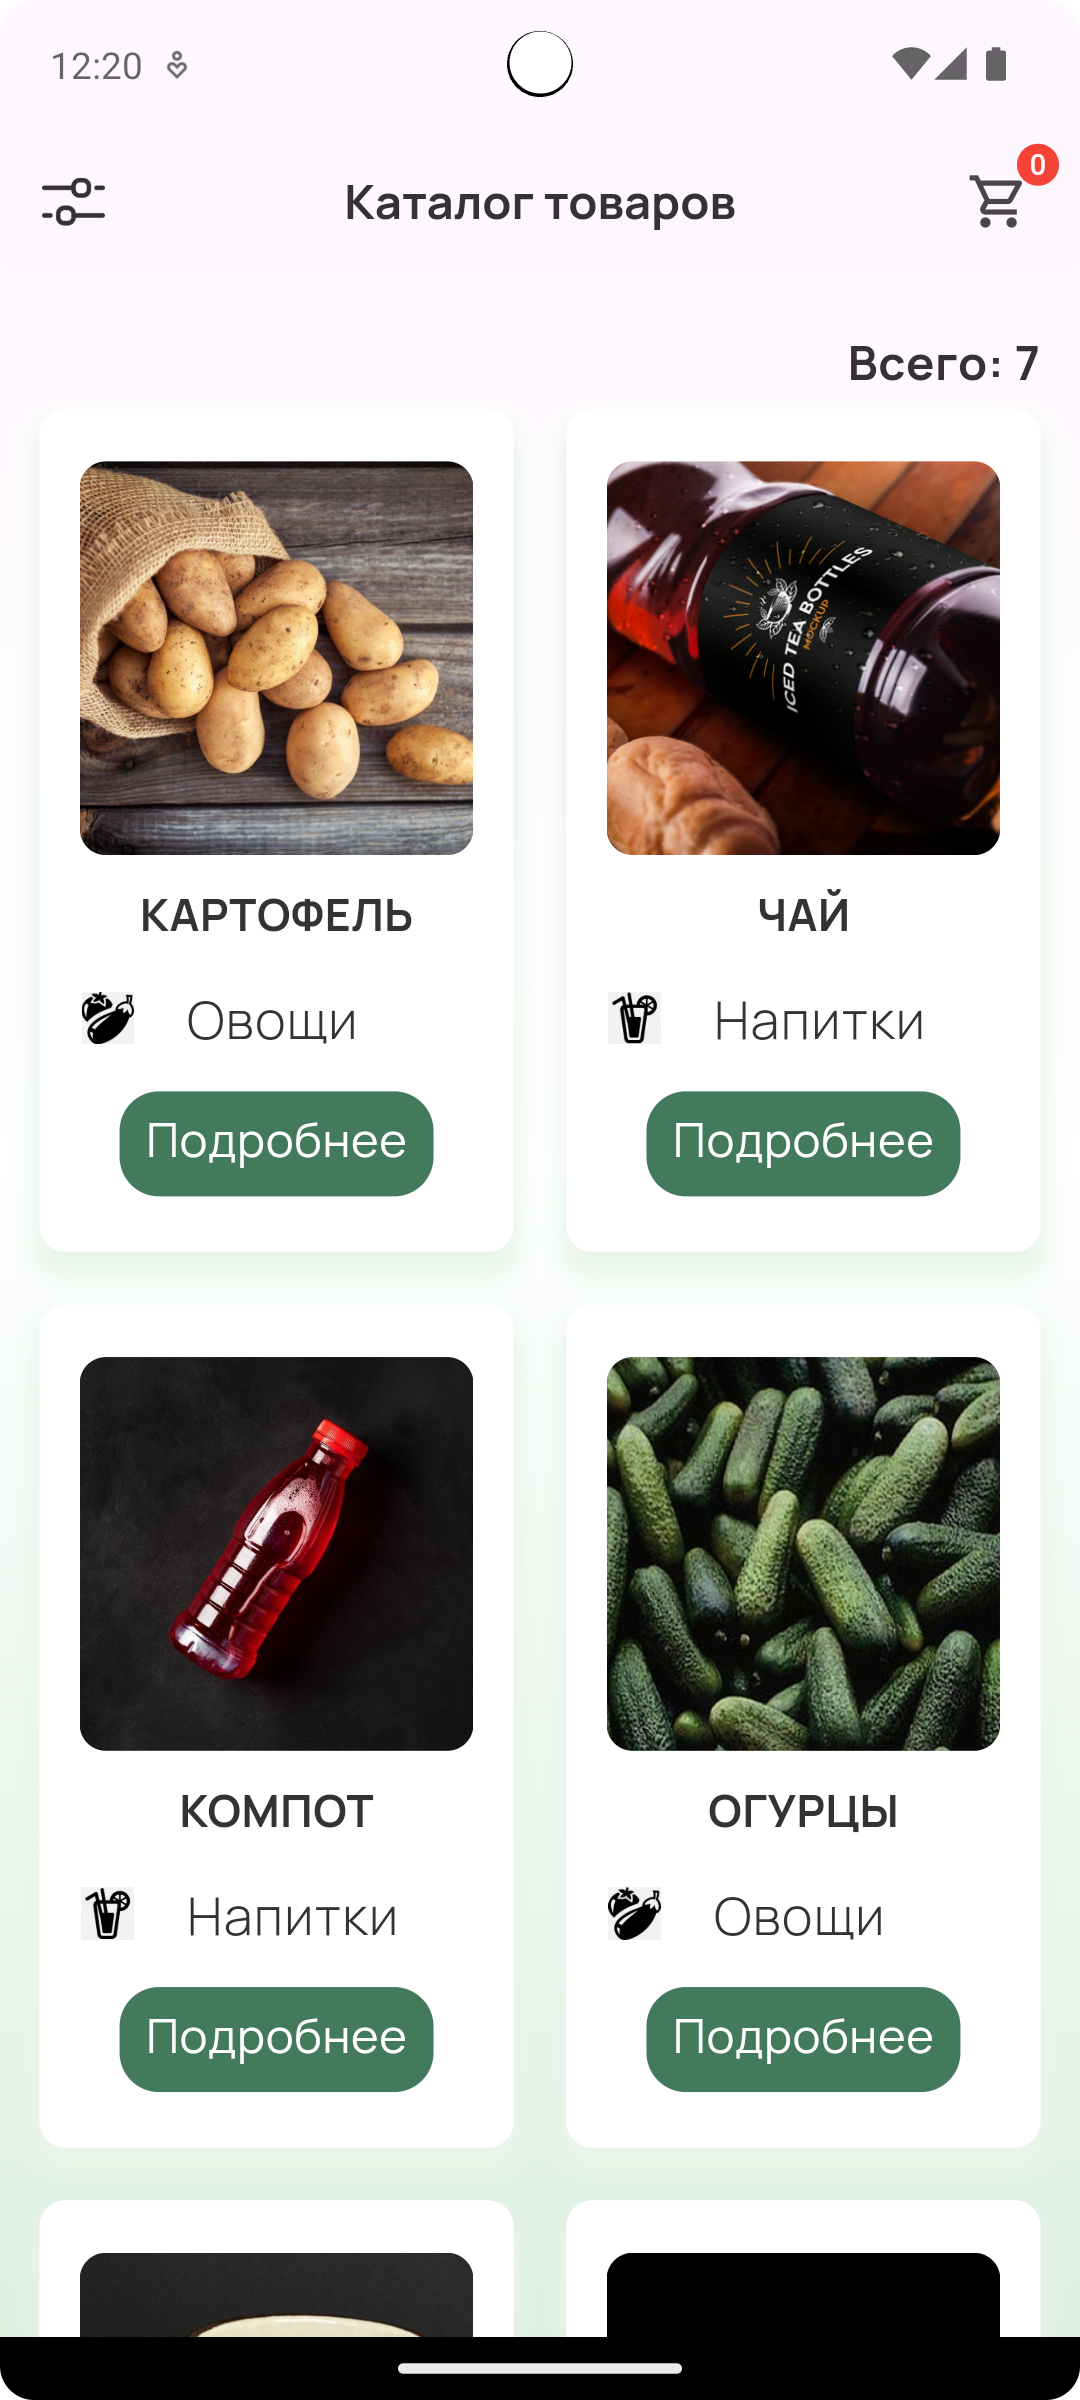 12:20
0
Каталог товаров
Всего: 7
ICED TEA BOTTLES
MOCKUP
КАРТОФЕЛЬ
ЧАЙ
Овощи
Напитки
Подробнее
Подробнее
КОМПОТ
ОГУРЦЫ
Напитки
Овощи
Подробнее
Подробнее